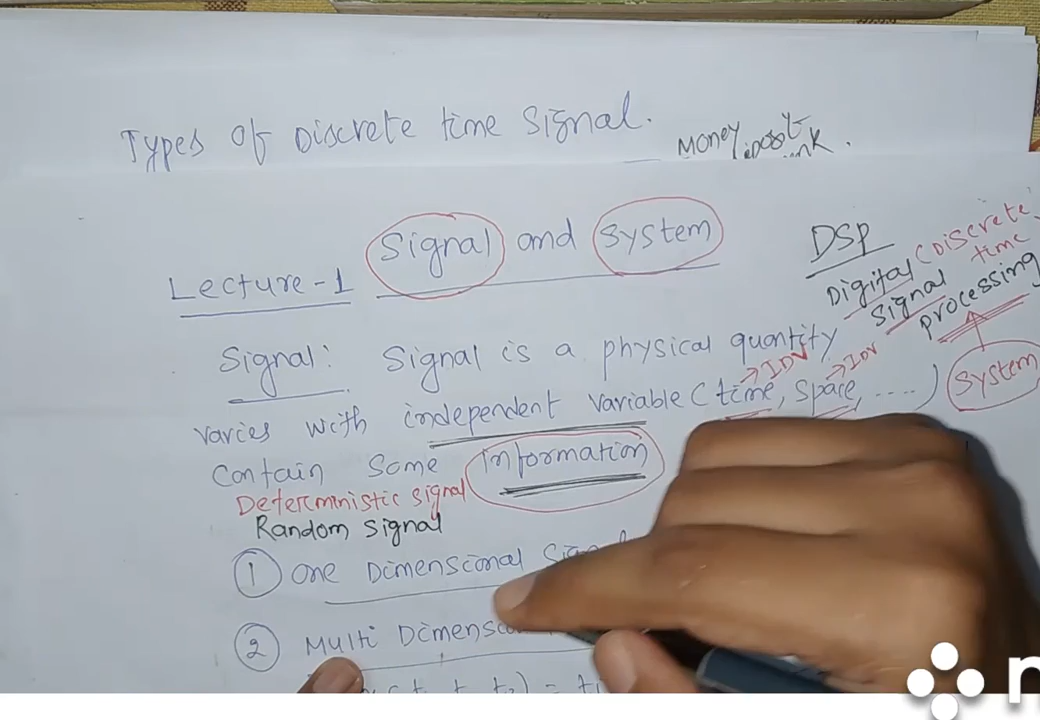 Types of Discrete time Signal.
Money
Lecture-1 Signal and System
DSP
Digital (Discrete time
Signal
processing
System
Signal: Signal is a physical quantity
varies with independent variable (time, Space, ....)
→IDV →IDV
Contain Some information
Deterministic Signal
Random Signal
① One Dimensional
② Multi